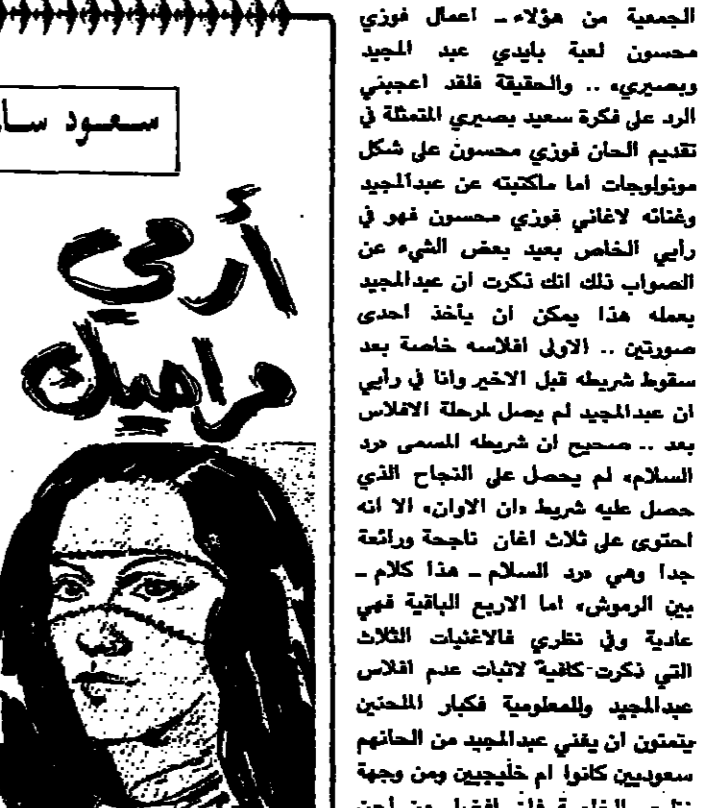 الجمعية من هؤلاء ـ اعمال فوزي
محسون لعبة بايدي عبد المجيد
وبصيري» .. والحقيقة فلقد اعجبني
الرد على فكرة سعيد بصيري المتمثلة في
تقديم الحان فوزي محسون على شكل
مونولوجات اما ماكتبته عن عبدالمجيد
وغنائه لاغاني فوزي محسون فهو في
رأيي الخاص بعيد بعض الشيء عن
الصواب ذلك انك ذكرت ان عبدالمجيد
بعمله هذا يمكن ان يأخذ احدى
صورتين .. الاولى افلاسه خاصة بعد
سقوط شريطه قبل الاخير وانا في رأيي
ان عبدالمجيد لم يصل لمرحلة الافلاس
بعد .. صحيح ان شريطه المسمى «رد
السلام» لم يحصل على النجاح الذي
حصل عليه شريط «ان الاوان» الا انه
احتوى على ثلاث اغان ناجحة ورائعة
جدا وهي «رد السلام ـ هذا كلام ـ
بين الرموش» اما الاربع الباقية فهي
عادية وفي نظري فالاغنيات الثلاث
التي ذكرت كافية لاثبات عدم افلاس
عبدالمجيد وللمعلومية فكبار الملحنين
يتمنون ان يغني عبدالمجيد من الحانهم
سعوديين كانوا ام خليجيين ومن وجهة
سعود سا
أرمى
مراميك